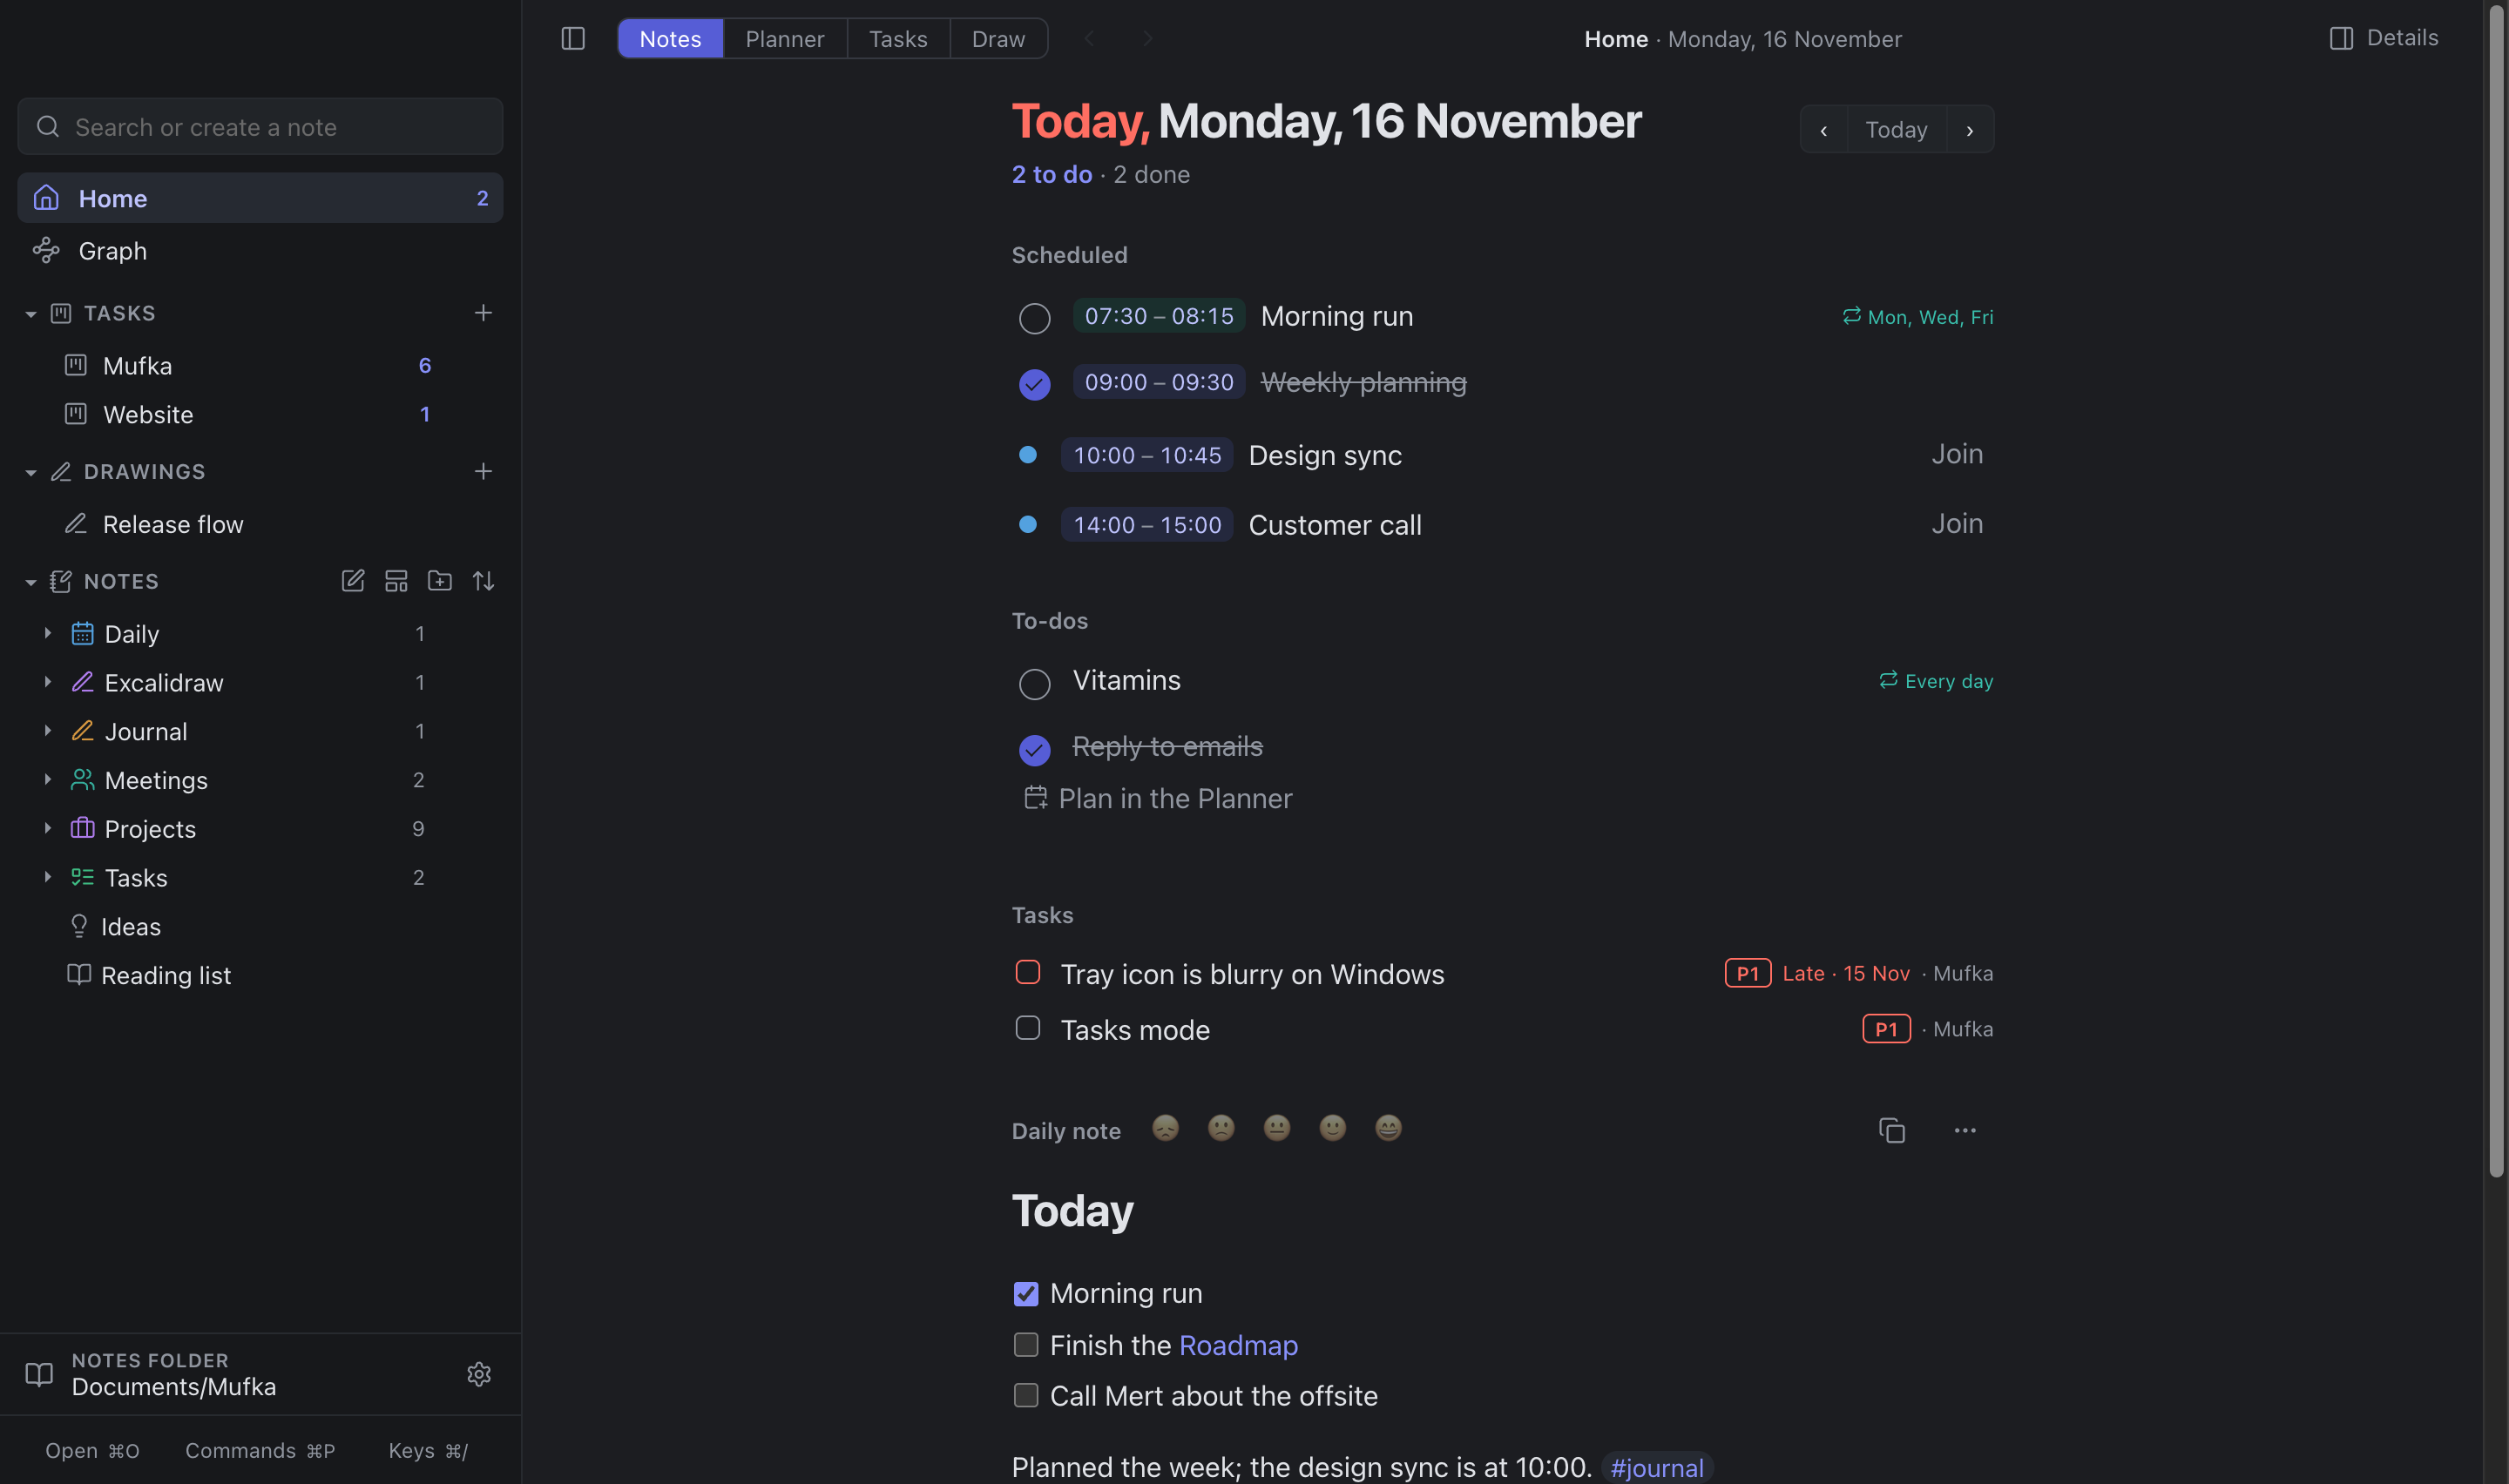 Search or create a note
Home 2
Graph
TASKS
Mufka 6
Website 1
DRAWINGS
Release flow
NOTES
Daily 1
Excalidraw 1
Journal 1
Meetings 2
Projects 9
Tasks 2
Ideas
Reading list
NOTES FOLDER
Documents/Mufka
Open ⌘O Commands ⌘P Keys ⌘/
Notes Planner Tasks Draw
Home · Monday, 16 November
Details
Today, Monday, 16 November
‹ Today ›
2 to do · 2 done
Scheduled
07:30 – 08:15 Morning run Mon, Wed, Fri
09:00 – 09:30 Weekly planning
10:00 – 10:45 Design sync Join
14:00 – 15:00 Customer call Join
To-dos
Vitamins Every day
Reply to emails
Plan in the Planner
Tasks
Tray icon is blurry on Windows P1 Late · 15 Nov · Mufka
Tasks mode P1 · Mufka
Daily note
Today
Morning run
Finish the Roadmap
Call Mert about the offsite
Planned the week; the design sync is at 10:00. #journal